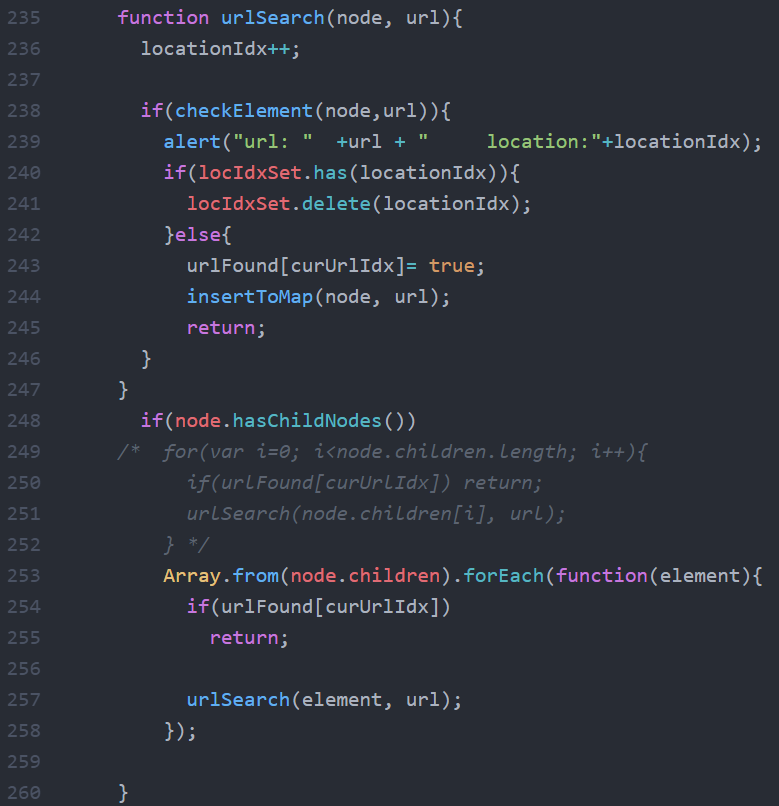 235 function urlSearch(node, url){
236 locationIdx++;
237
238 if(checkElement(node,url)){
239 alert("url: "  +url + "     location:"+locationIdx);
240 if(locIdxSet.has(locationIdx)){
241 locIdxSet.delete(locationIdx);
242 }else{
243 urlFound[curUrlIdx]= true;
244 insertToMap(node, url);
245 return;
246 }
247 }
248 if(node.hasChildNodes())
249 /*  for(var i=0; i<node.children.length; i++){
250 if(urlFound[curUrlIdx]) return;
251 urlSearch(node.children[i], url);
252 } */
253 Array.from(node.children).forEach(function(element){
254 if(urlFound[curUrlIdx])
255 return;
256
257 urlSearch(element, url);
258 });
259
260 }